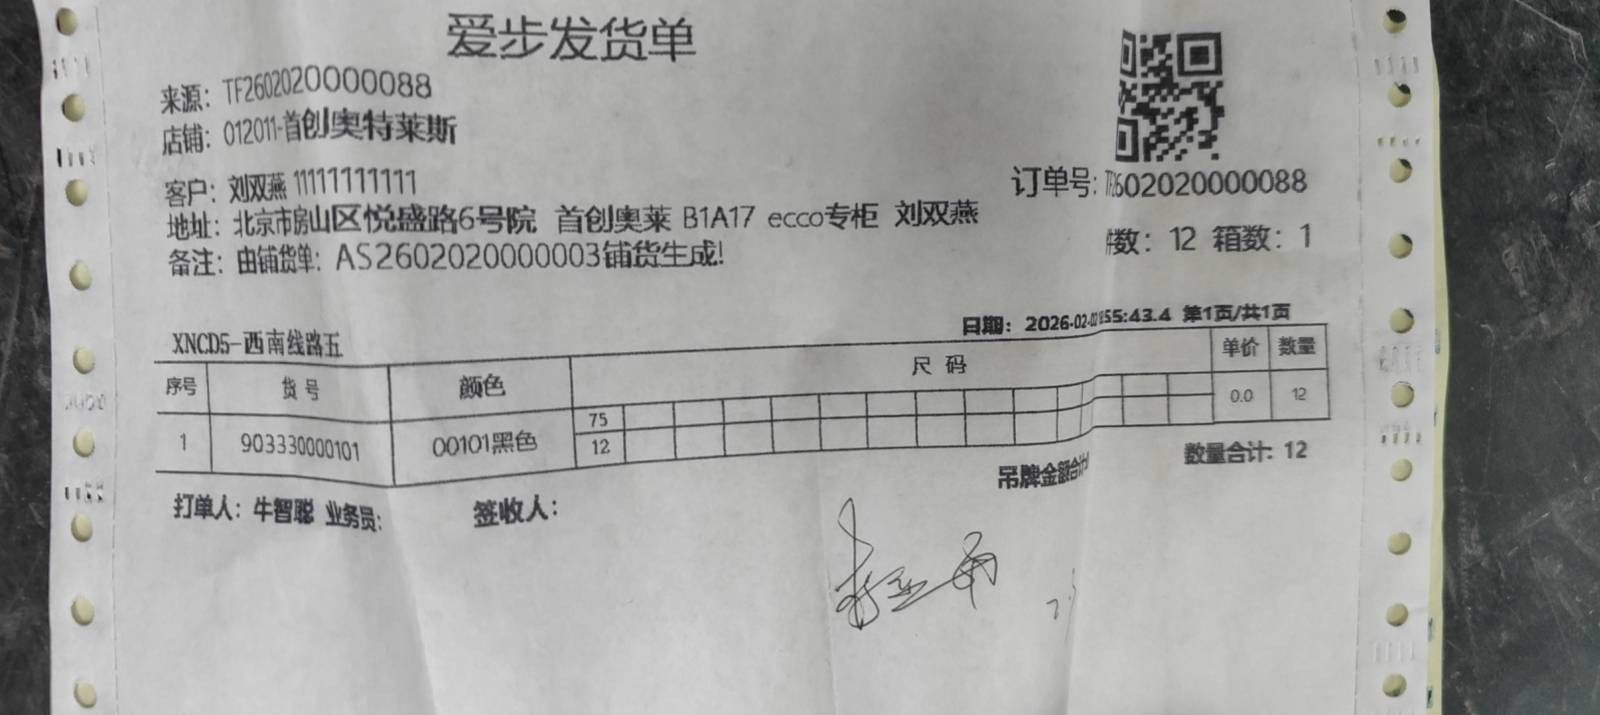 爱步发货单
来源：TF2602020000088
店铺：012011-首创奥特莱斯
客户：刘双燕 11111111111
订单号：TF2602020000088
地址：北京市房山区悦盛路6号院 首创奥莱 B1A17 ecco专柜 刘双燕
件数：12 箱数：1
备注：由铺货单：AS2602020000003铺货生成!
日期：2026-02-02 55:43.4 第1页/共1页
XNCD5-西南线路五
序号 货号 颜色 尺码 单价 数量
75
1 903330000101 00101黑色 12 0.0 12
吊牌金额合计: 数量合计: 12
打单人：牛智聪 业务员: 签收人：